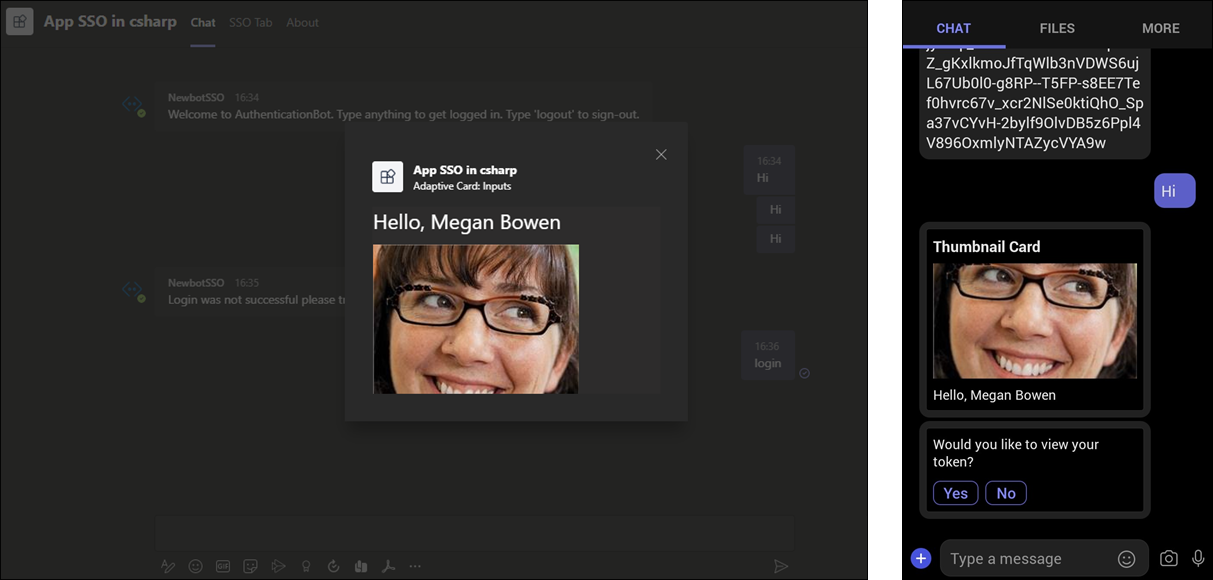 App SSO in csharp Chat SSO Tab About
NewbotSSO 16:34
Welcome to AuthenticationBot. Type anything to get logged in. Type 'logout' to sign-out.
16:34
Hi
Hi
Hi
NewbotSSO 16:35
Login was not successful please tr
16:36
login
App SSO in csharp
Adaptive Card: Inputs
Hello, Megan Bowen
GIF
CHAT FILES MORE
Z_gKxlkmoJfTqWlb3nVDWS6uj
L67Ub0l0-g8RP--T5FP-s8EE7Te
f0hvrc67v_xcr2NlSe0ktiQhO_Sp
a37vCYvH-2bylf9OlvDB5z6Ppl4
V896OxmlyNTAZycVYA9w
Hi
Thumbnail Card
Hello, Megan Bowen
Would you like to view your
token?
Yes No
Type a message